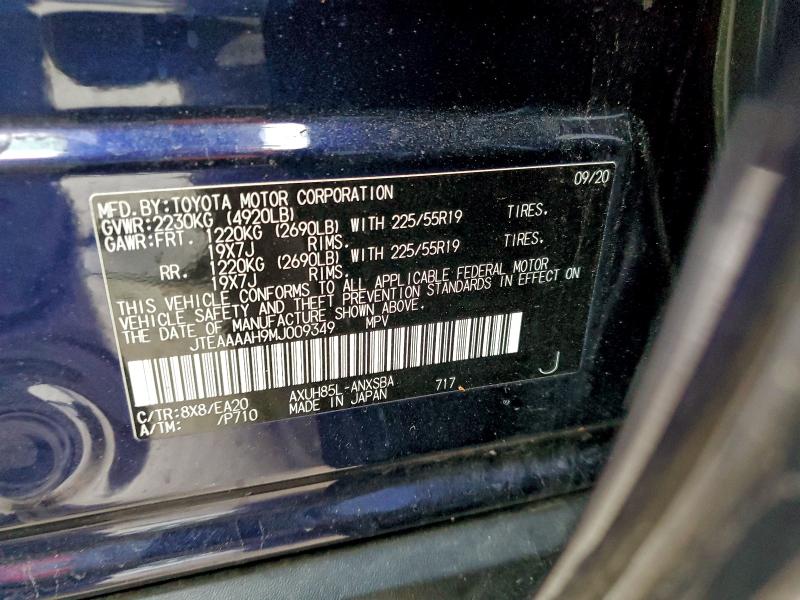 MFD. BY: TOYOTA MOTOR CORPORATION 09/20
GVWR: 2230KG (4920LB)
GAWR: FRT. 1220KG (2690LB) WITH 225/55R19 TIRES.
19X7J RIMS.
RR. 1220KG (2690LB) WITH 225/55R19 TIRES.
19X7J RIMS.
THIS VEHICLE CONFORMS TO ALL APPLICABLE FEDERAL MOTOR
VEHICLE SAFETY AND THEFT PREVENTION STANDARDS IN EFFECT ON
THE DATE OF MANUFACTURE SHOWN ABOVE.
JTEAAAAH9MJ009349 MPV
C/TR: 8X8/EA20 AXUH85L-ANXSBA 717 J
A/TM: /P710 MADE IN JAPAN